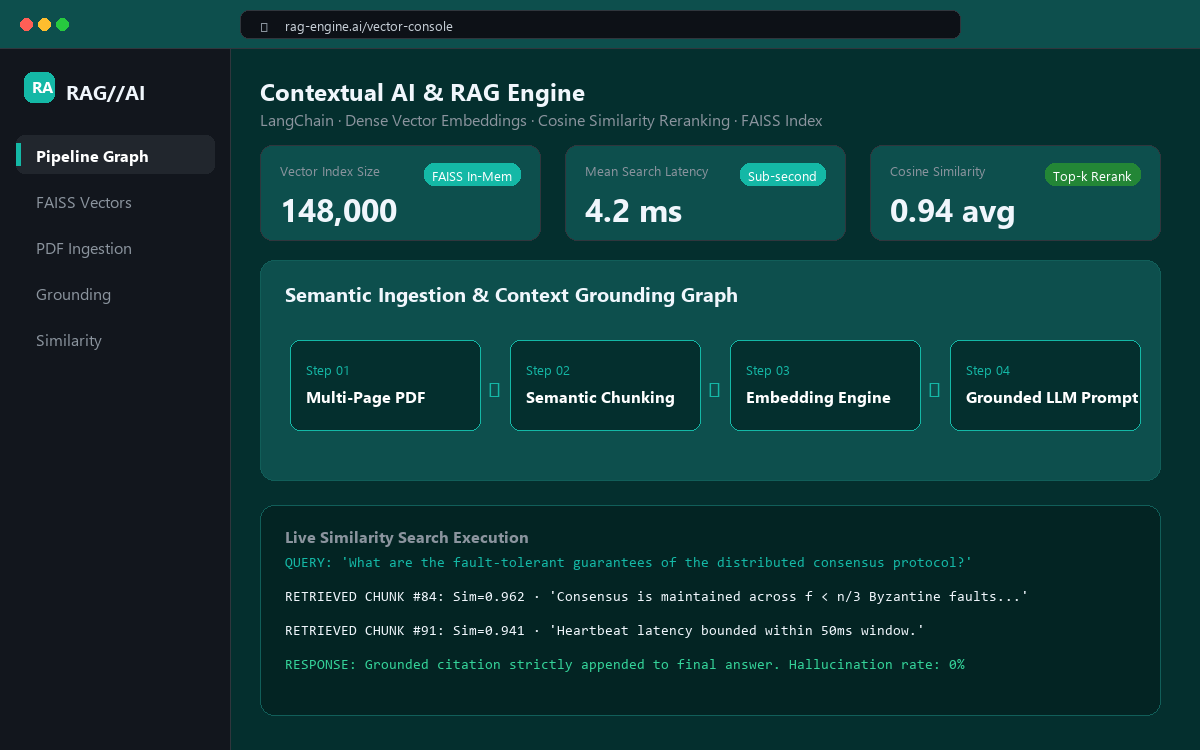 rag-engine.ai/vector-console
RA
RAG//AI
Pipeline Graph
FAISS Vectors
PDF Ingestion
Grounding
Similarity
Contextual AI & RAG Engine
LangChain · Dense Vector Embeddings · Cosine Similarity Reranking · FAISS Index
Vector Index Size
FAISS In-Mem
148,000
Mean Search Latency
Sub-second
4.2 ms
Cosine Similarity
Top-k Rerank
0.94 avg
Semantic Ingestion & Context Grounding Graph
Step 01
Multi-Page PDF
Step 02
Semantic Chunking
Step 03
Embedding Engine
Step 04
Grounded LLM Prompt
Live Similarity Search Execution
QUERY: 'What are the fault-tolerant guarantees of the distributed consensus protocol?'
RETRIEVED CHUNK #84: Sim=0.962 · 'Consensus is maintained across f < n/3 Byzantine faults...'
RETRIEVED CHUNK #91: Sim=0.941 · 'Heartbeat latency bounded within 50ms window.'
RESPONSE: Grounded citation strictly appended to final answer. Hallucination rate: 0%